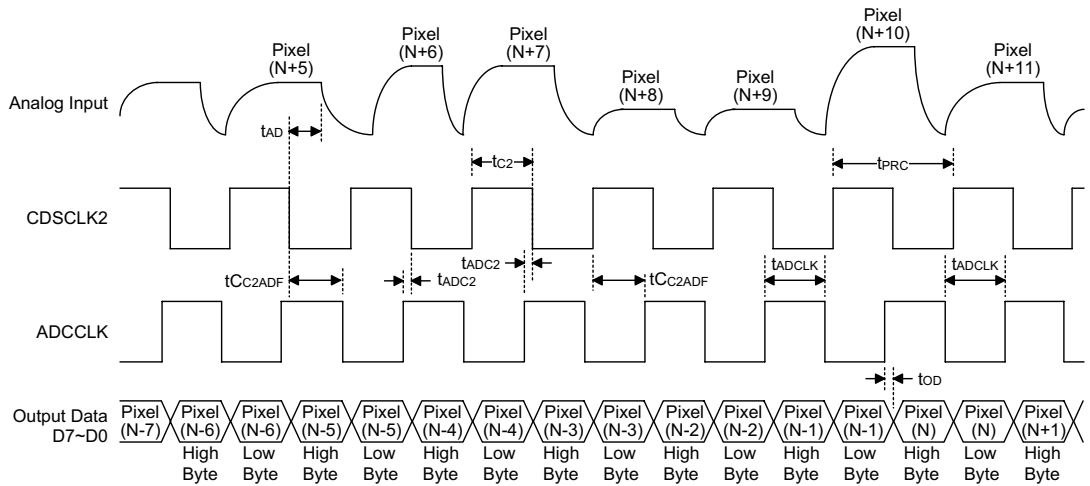 Pixel
(N+5)
Pixel
(N+6)
Pixel
(N+7)
Pixel
(N+8)
Pixel
(N+9)
Pixel
(N+10)
Pixel
(N+11)
Analog Input
tAD
tC2
tPRC
CDSCLK2
tCC2ADF
tADC2
tADC2
tCC2ADF
tADCLK
tADCLK
ADCCLK
tOD
Output Data
D7~D0
Pixel Pixel Pixel Pixel Pixel Pixel Pixel Pixel Pixel Pixel Pixel Pixel Pixel Pixel Pixel Pixel
(N-7) (N-6) (N-6) (N-5) (N-5) (N-4) (N-4) (N-3) (N-3) (N-2) (N-2) (N-1) (N-1) (N) (N) (N+1)
High Low High Low High Low High Low High Low High Low High Low High
Byte Byte Byte Byte Byte Byte Byte Byte Byte Byte Byte Byte Byte Byte Byte